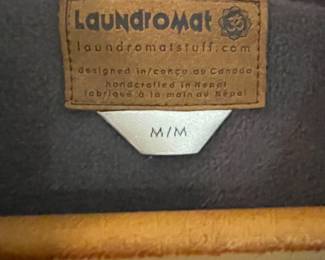 LaundroMat
laundromatstuff.com
designed in/conçu au Canada
handcrafted in Nepal
fabriqué à la main au Népal
M/M